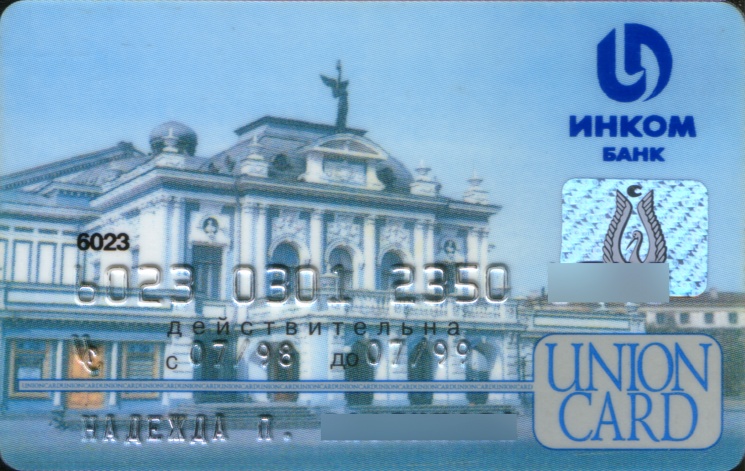 ИНКОМ
БАНК
6023
6023 0301 2350
действительна
с 07/98 до 07/99
НАДЕЖДА П.
UNION
CARD